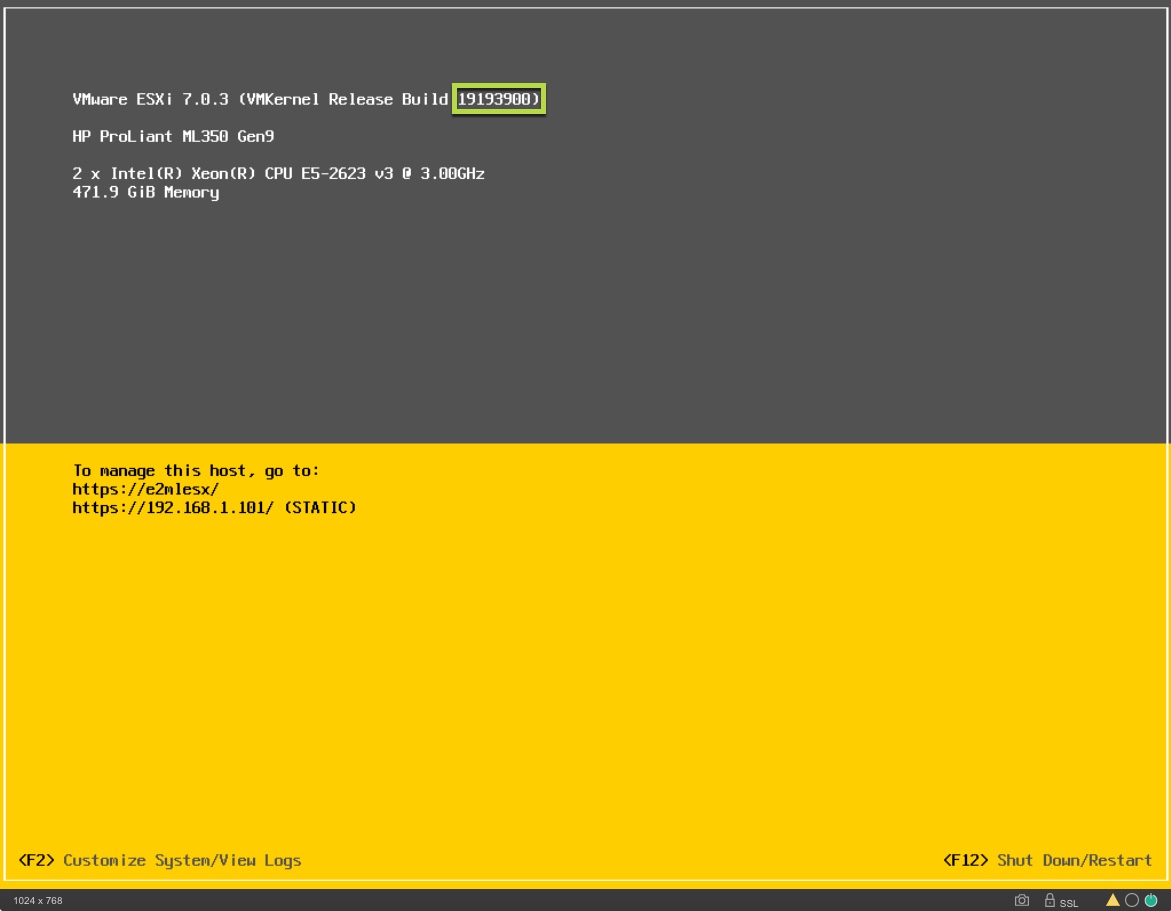 VMware ESXi 7.0.3 (VMKernel Release Build 19193900)
HP ProLiant ML350 Gen9
2 x Intel(R) Xeon(R) CPU E5-2623 v3 @ 3.00GHz
471.9 GiB Memory
To manage this host, go to:
https://e2mlesx/
https://192.168.1.101/ (STATIC)
<F2> Customize System/View Logs
<F12> Shut Down/Restart
1024 x 768
SSL